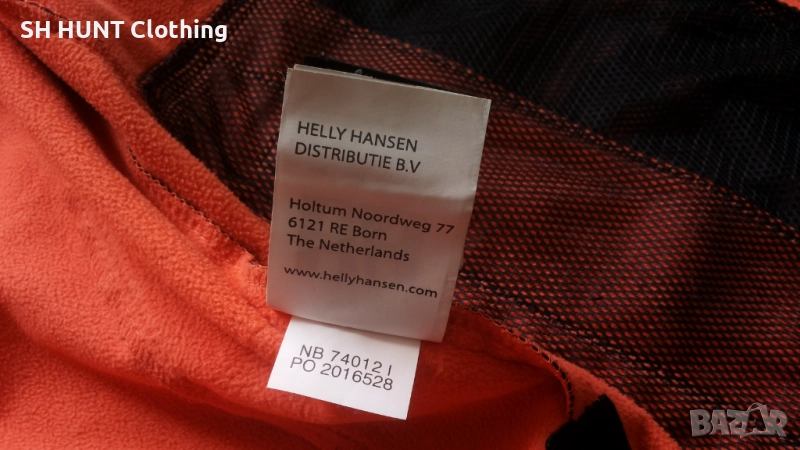 SH HUNT Clothing
HELLY HANSEN
DISTRIBUTIE B.V
Holtum Noordweg 77
6121 RE Born
The Netherlands
www.hellyhansen.com
NB 74012 I
PO 2016528
BAZAR